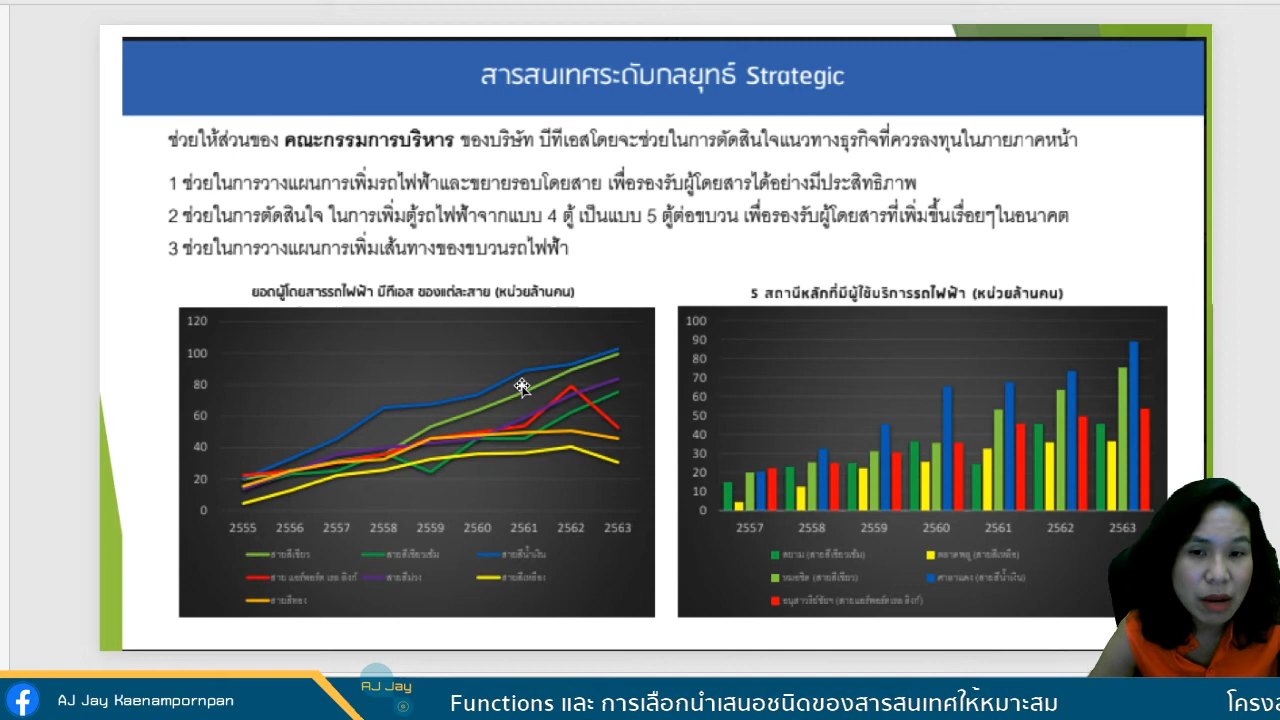 สารสนเทศระดับกลยุทธ์ Strategic
ช่วยให้ส่วนของ คณะกรรมการบริหาร ของบริษัท บีทีเอสโดยจะช่วยในการตัดสินใจแนวทางธุรกิจที่ควรลงทุนในภายภาคหน้า
1 ช่วยในการวางแผนการเพิ่มรถไฟฟ้าและขยายรอบโดยสาย เพื่อรองรับผู้โดยสารได้อย่างมีประสิทธิภาพ
2 ช่วยในการตัดสินใจ ในการเพิ่มตู้รถไฟฟ้าจากแบบ 4 ตู้ เป็นแบบ 5 ตู้ต่อขบวน เพื่อรองรับผู้โดยสารที่เพิ่มขึ้นเรื่อยๆในอนาคต
3 ช่วยในการวางแผนการเพิ่มเส้นทางของขบวนรถไฟฟ้า
ยอดผู้โดยสารรถไฟฟ้า บีทีเอส ของแต่ละสาย (หน่วยล้านคน)
120
100
80
60
40
20
0
2555 2556 2557 2558 2559 2560 2561 2562 2563
สายสีเขียว สายสีเขียวเข้ม สายสีน้ำเงิน
สาย แอร์พอร์ต เรล ลิงก์ สายสีม่วง สายสีเหลือง
สายสีทอง
5 สถานีหลักที่มีผู้ใช้บริการรถไฟฟ้า (หน่วยล้านคน)
100
90
80
70
60
50
40
30
20
10
0
2557 2558 2559 2560 2561 2562 2563
สยาม (สายสีเขียวเข้ม) ตลาดพลู (สายสีเหลือง)
หมอชิต (สายสีเขียว) ศาลาแดง (สายสีน้ำเงิน)
อนุสาวรีย์ชัยฯ (สายแอร์พอร์ตเรล ลิงก์)
AJ Jay Kaenampornpan
AJ Jay
Functions และ การเลือกนำเสนอชนิดของสารสนเทศให้หมาะสม